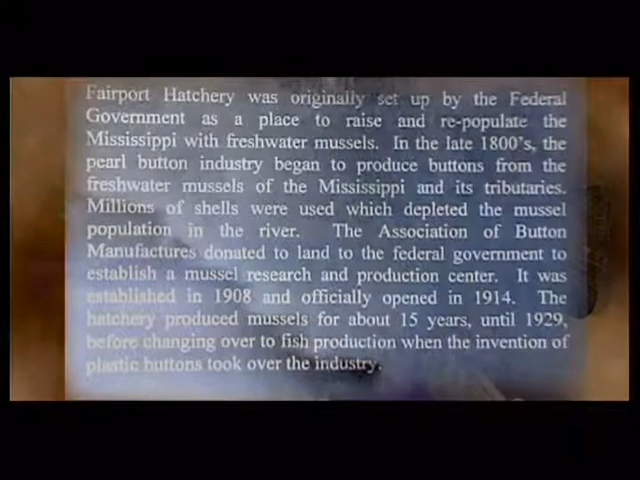 Fairport Hatchery was originally set up by the Federal
Government as a place to raise and re-populate the
Mississippi with freshwater mussels. In the late 1800's, the
pearl button industry began to produce buttons from the
freshwater mussels of the Mississippi and its tributaries.
Millions of shells were used which depleted the mussel
population in the river. The Association of Button
Manufactures donated to land to the federal government to
establish a mussel research and production center. It was
established in 1908 and officially opened in 1914. The
hatchery produced mussels for about 15 years, until 1929,
before changing over to fish production when the invention of
plastic buttons took over the industry.